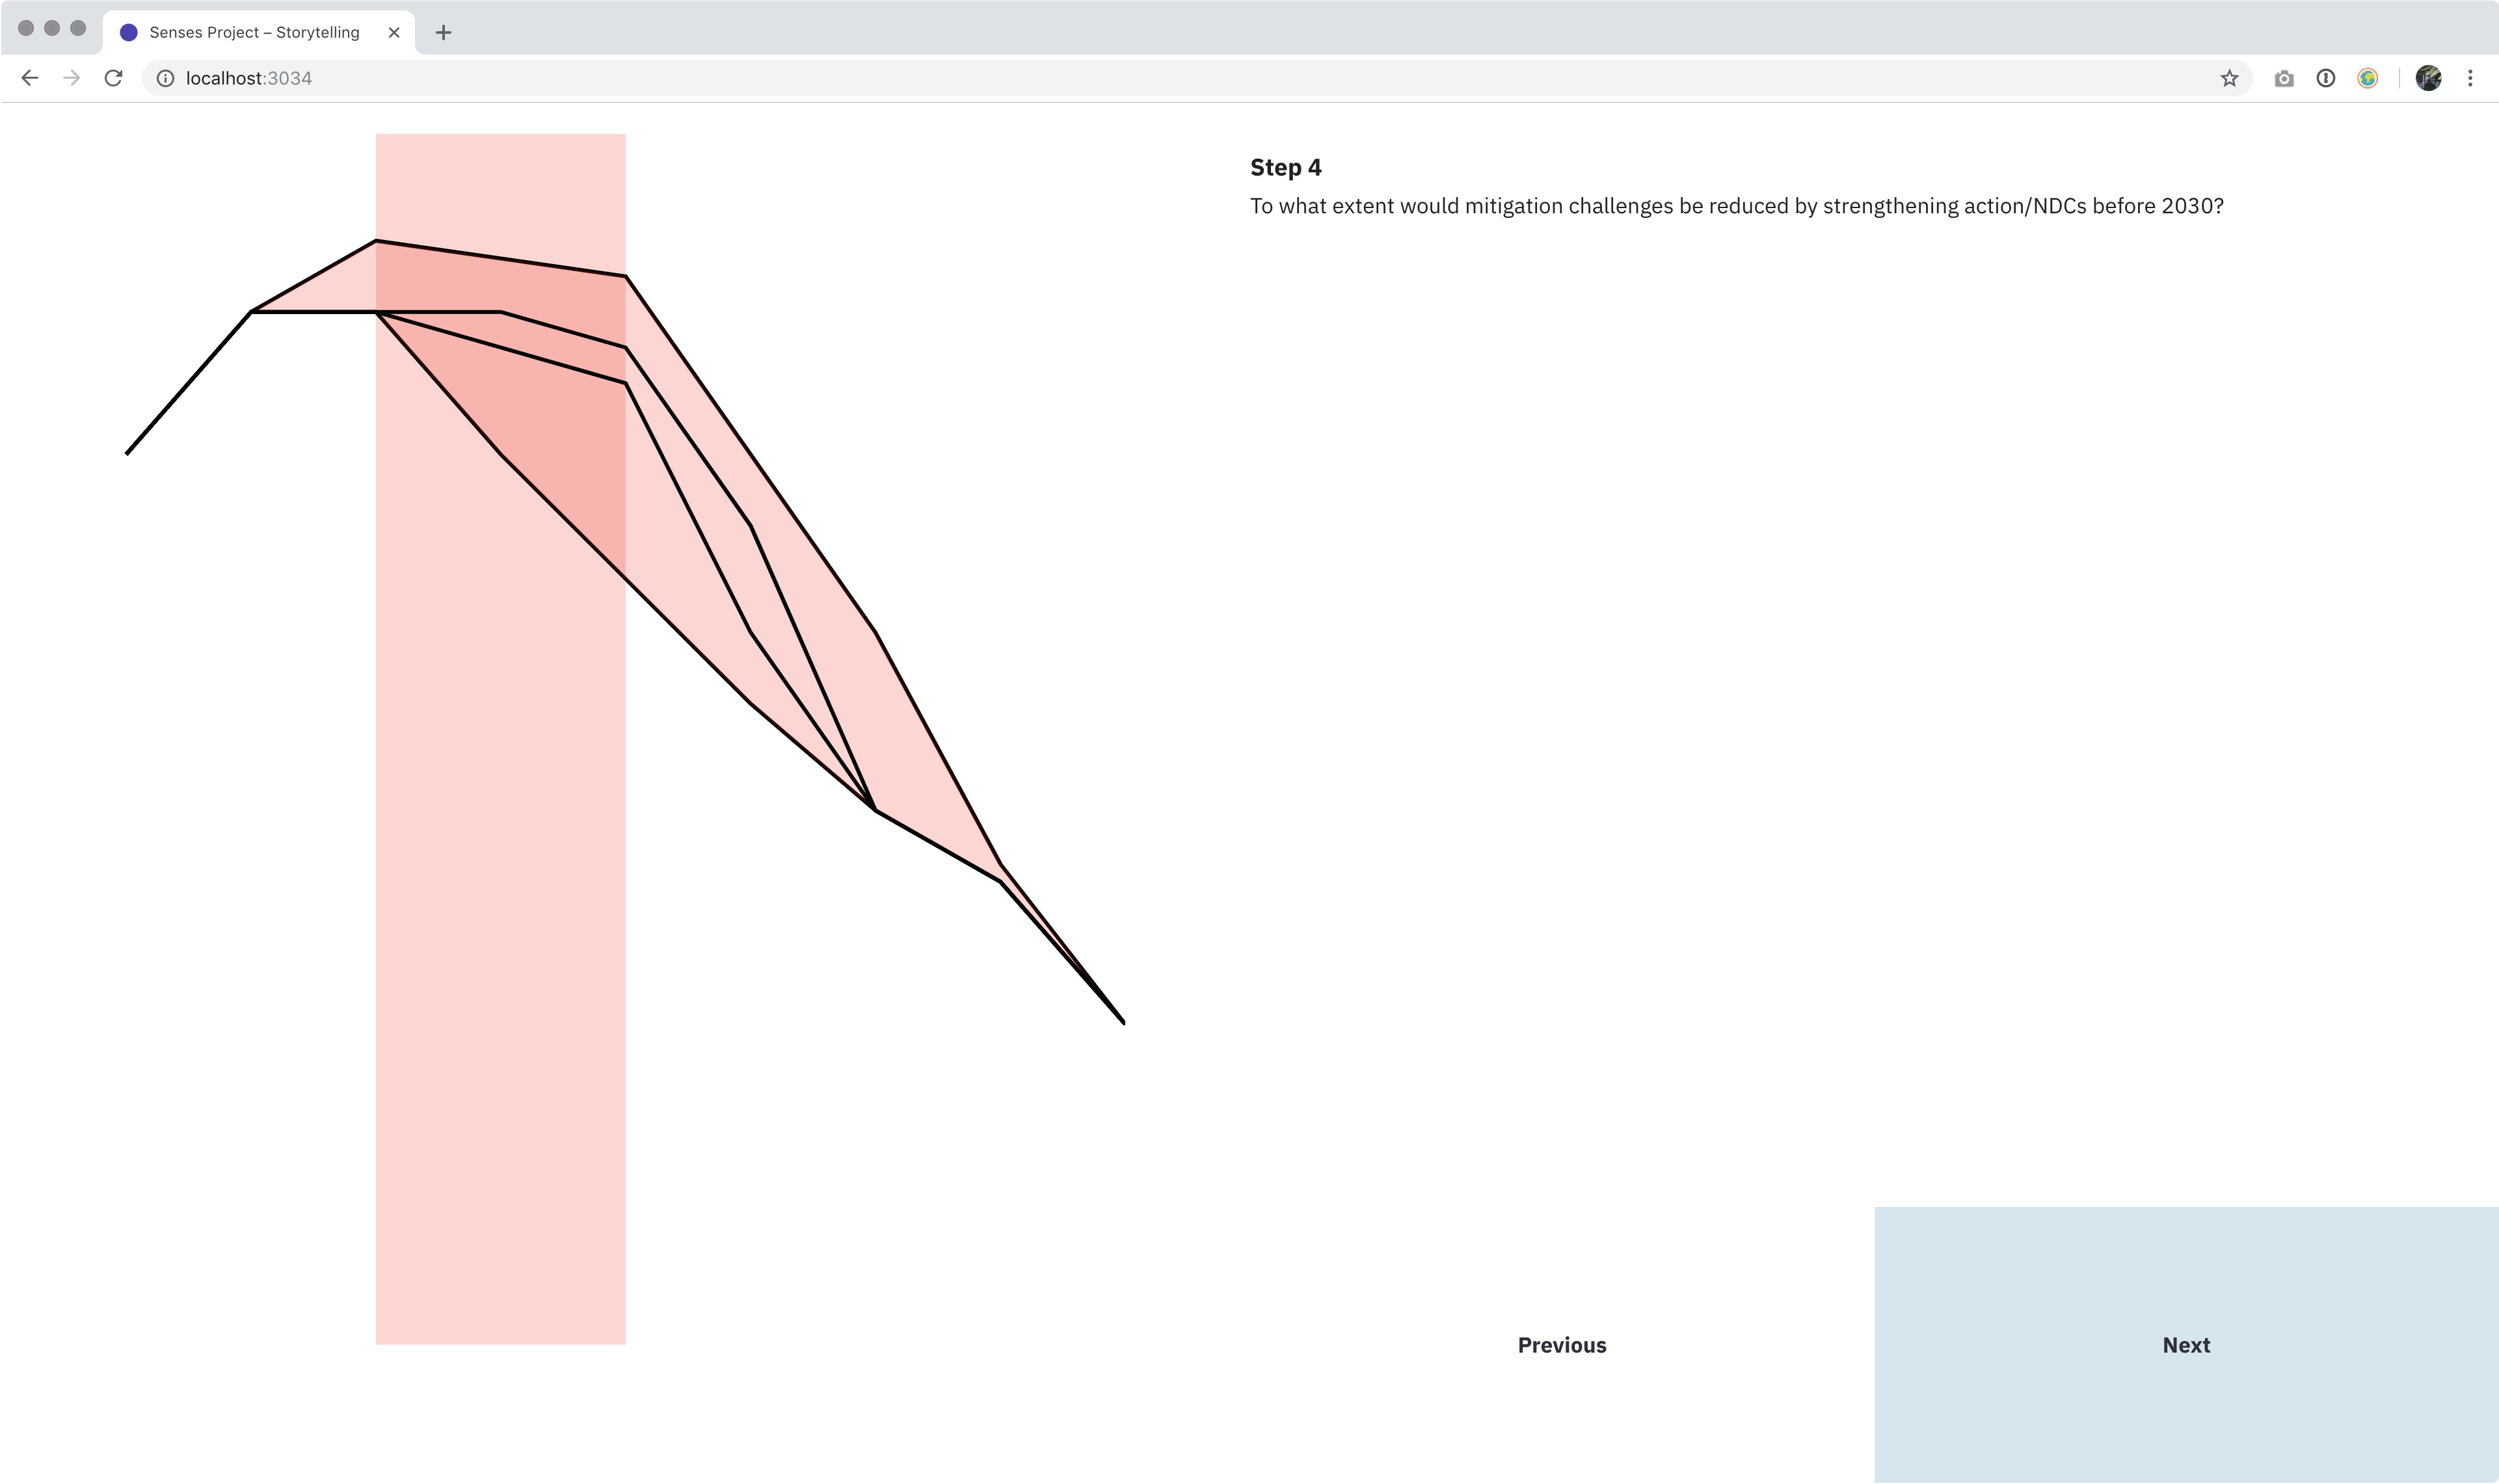 Senses Project – Storytelling
localhost:3034
Step 4
To what extent would mitigation challenges be reduced by strengthening action/NDCs before 2030?
Previous
Next